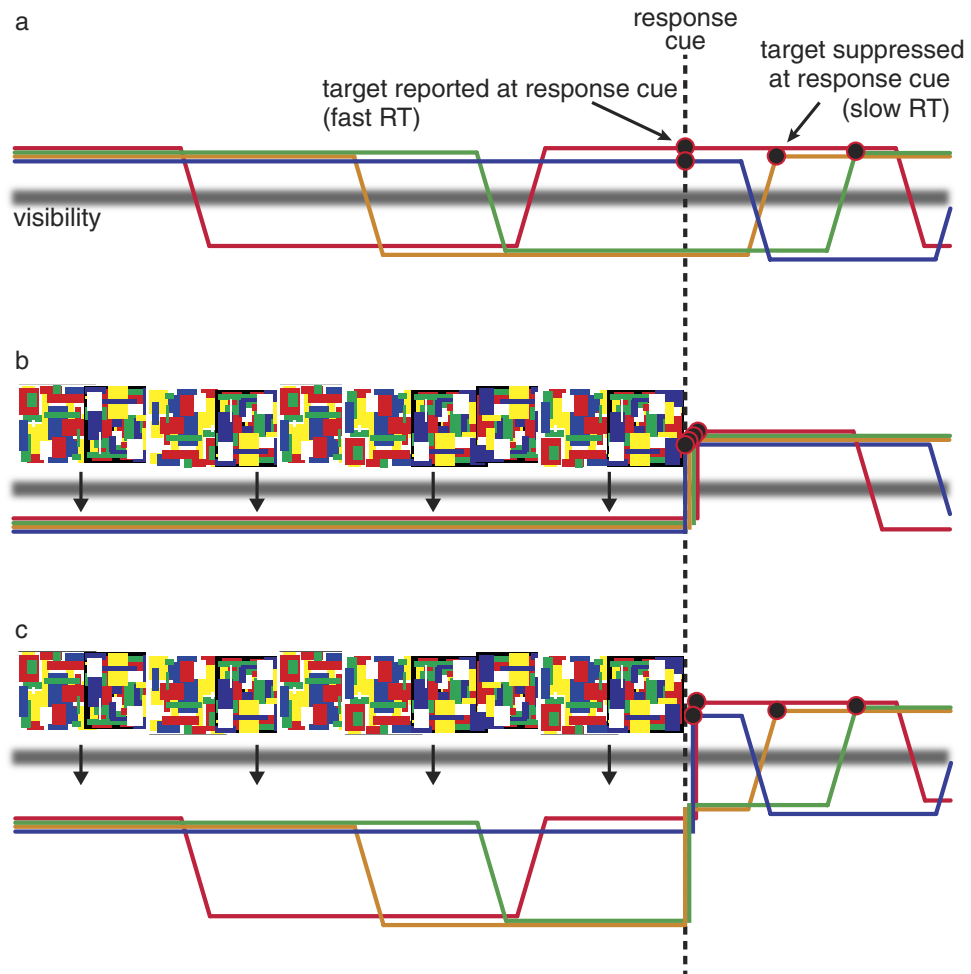 a
response
cue
target reported at response cue
(fast RT)
target suppressed
at response cue
(slow RT)
visibility
b
c